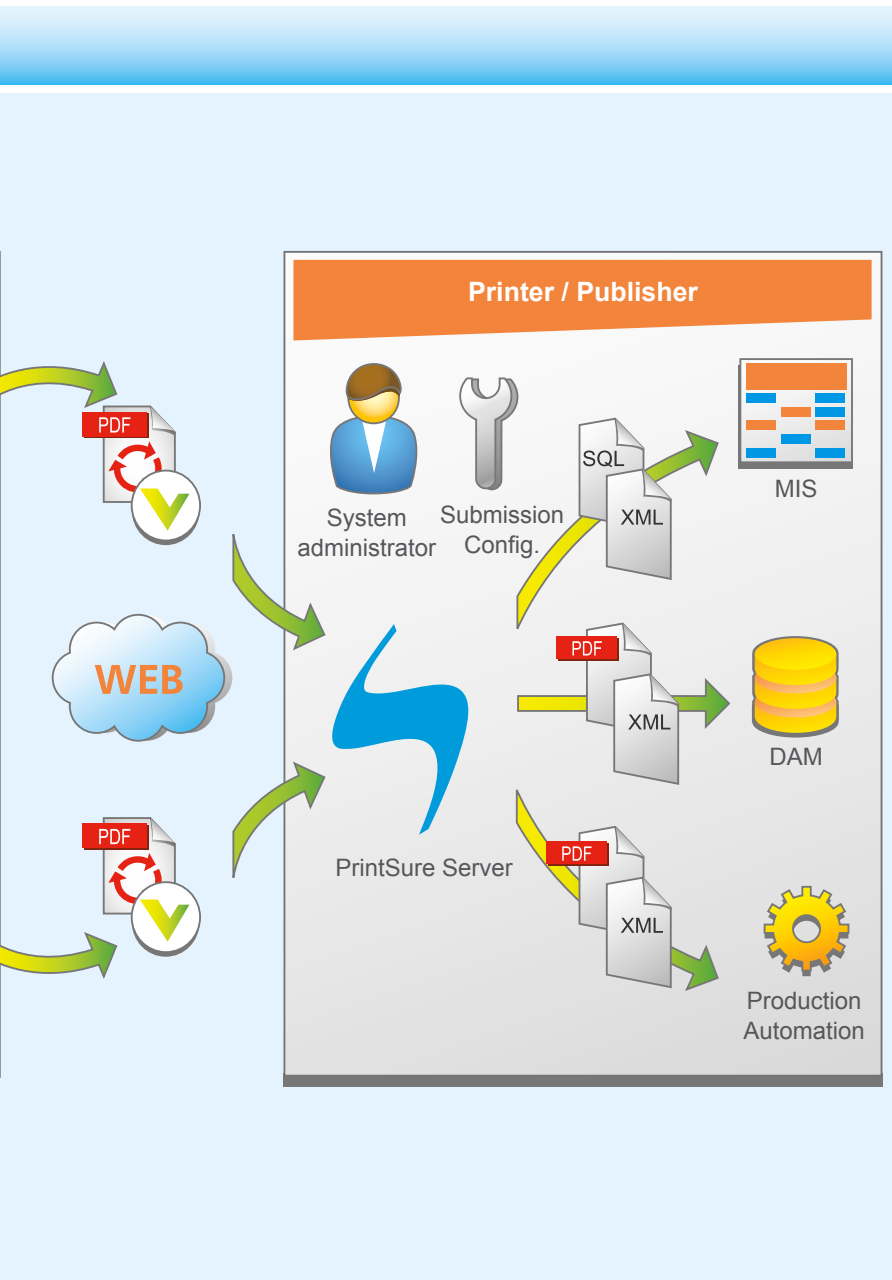 Printer / Publisher
PDF
SQL
XML
MIS
System
administrator
Submission
Config.
WEB
PDF
XML
DAM
PDF
PrintSure Server
PDF
XML
Production
Automation